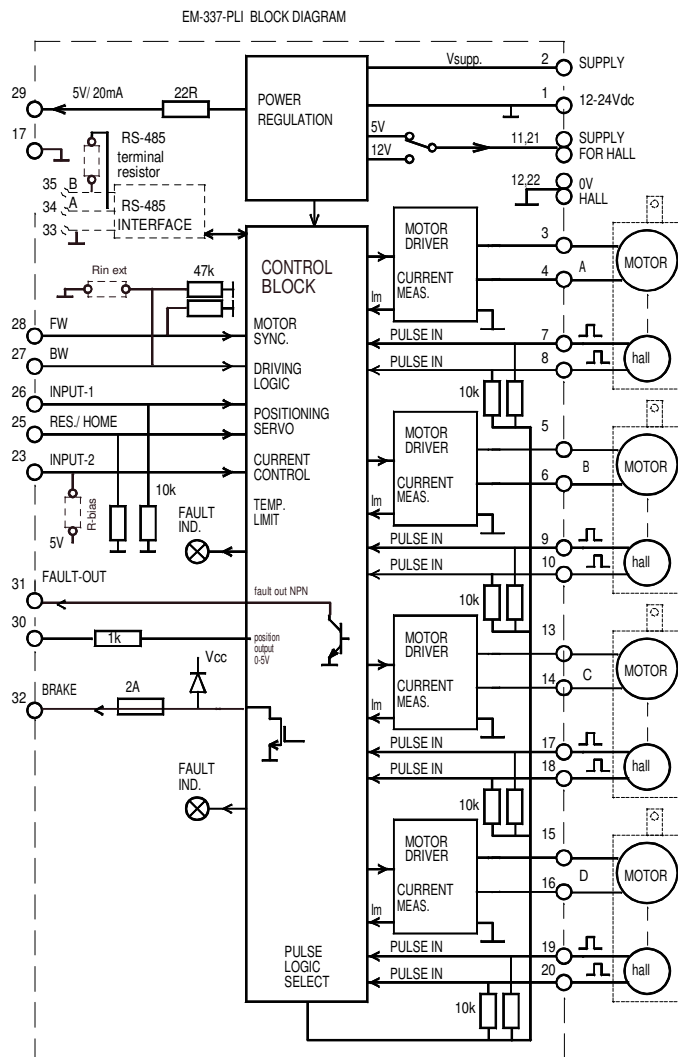 EM-337-PLI BLOCK DIAGRAM
Vsupp.
2
SUPPLY
29
5V/ 20mA
22R
POWER
REGULATION
1
12-24Vdc
17
RS-485
terminal
resistor
5V
12V
11,21
SUPPLY
FOR HALL
35 B
34 A
33
RS-485
INTERFACE
12,22
0V
HALL
CONTROL
BLOCK
MOTOR
DRIVER
CURRENT
MEAS.
3
4
A
MOTOR
Im
Rin ext
47k
28
FW
MOTOR
SYNC.
PULSE IN
7
27
BW
DRIVING
LOGIC
PULSE IN
8
hall
26
INPUT-1
10k
25
RES./ HOME
POSITIONING
SERVO
5
MOTOR
DRIVER
CURRENT
MEAS.
23
INPUT-2
CURRENT
CONTROL
6
B
MOTOR
Im
R-bias
5V
10k
FAULT
IND.
TEMP.
LIMIT
PULSE IN
9
PULSE IN
10
hall
31
FAULT-OUT
fault out NPN
10k
30
1k
position
output
0-5V
13
MOTOR
DRIVER
CURRENT
MEAS.
14
C
MOTOR
Im
Vcc
32
BRAKE
2A
PULSE IN
17
PULSE IN
18
hall
FAULT
IND.
10k
15
MOTOR
DRIVER
CURRENT
MEAS.
16
D
MOTOR
Im
PULSE
LOGIC
SELECT
PULSE IN
19
PULSE IN
20
hall
10k